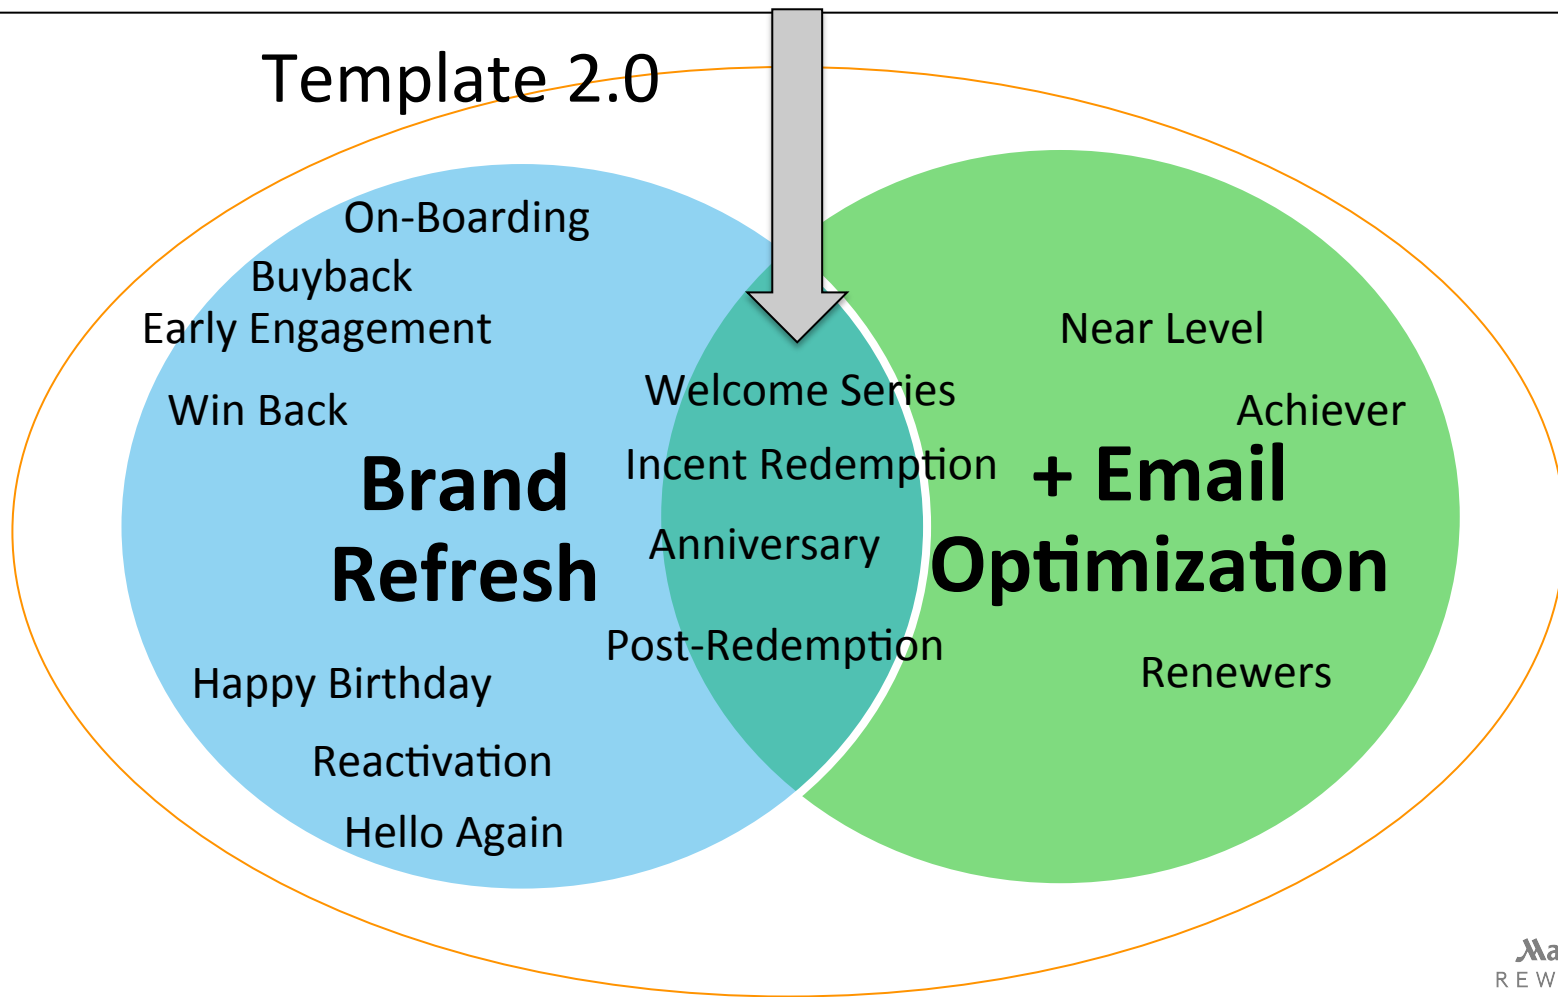 Template 2.0
On-Boarding
Buyback
Early Engagement
Win Back
Brand
Refresh
Happy Birthday
Reactivation
Hello Again
Welcome Series
Incent Redemption
Anniversary
Post-Redemption
Near Level
Achiever
+ Email
Optimization
Renewers